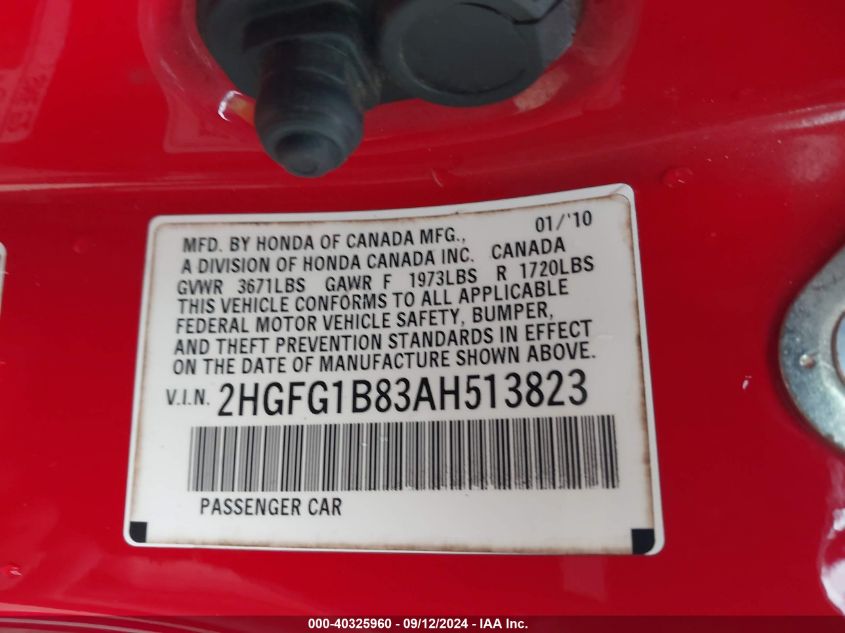 01/'10
MFD. BY HONDA OF CANADA MFG.,
A DIVISION OF HONDA CANADA INC. CANADA
GVWR 3671LBS GAWR F 1973LBS R 1720LBS
THIS VEHICLE CONFORMS TO ALL APPLICABLE
FEDERAL MOTOR VEHICLE SAFETY, BUMPER,
AND THEFT PREVENTION STANDARDS IN EFFECT
ON THE DATE OF MANUFACTURE SHOWN ABOVE.
V.I.N. 2HGFG1B83AH513823
PASSENGER CAR
000-40325960 - 09/12/2024 - IAA Inc.